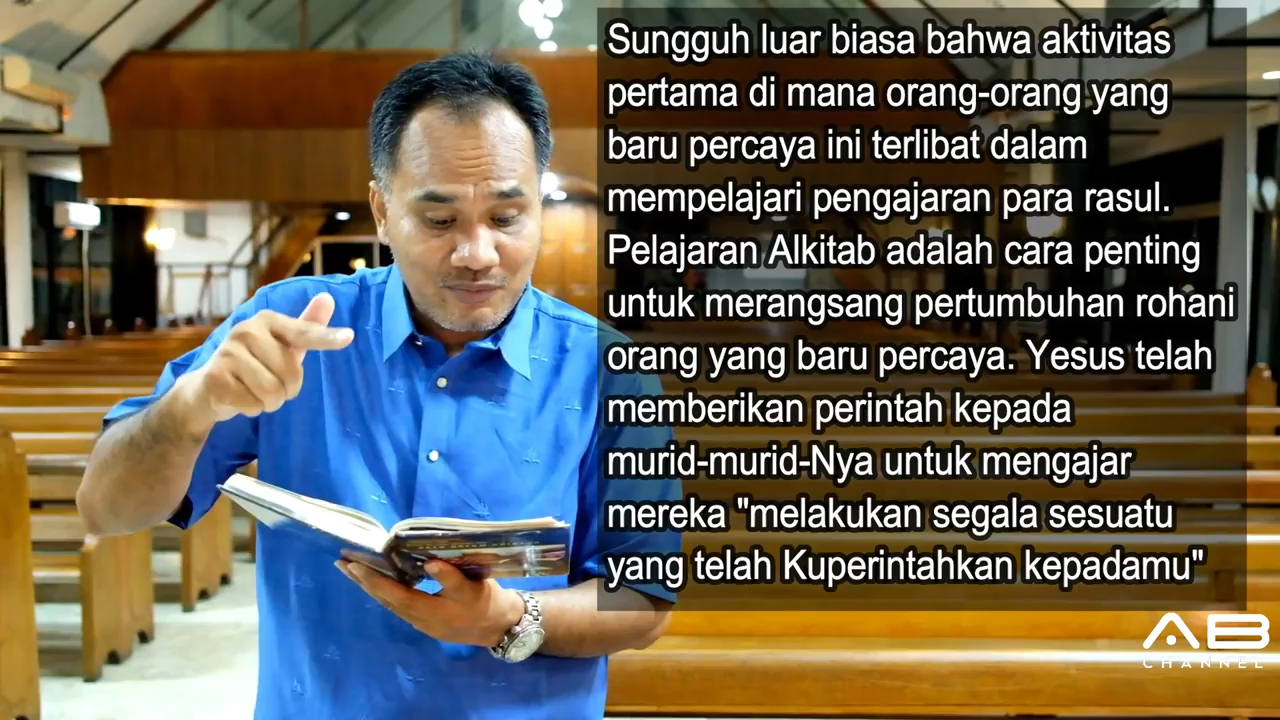 Sungguh luar biasa bahwa aktivitas
pertama di mana orang-orang yang
baru percaya ini terlibat dalam
mempelajari pengajaran para rasul.
Pelajaran Alkitab adalah cara penting
untuk merangsang pertumbuhan rohani
orang yang baru percaya. Yesus telah
memberikan perintah kepada
murid-murid-Nya untuk mengajar
mereka "melakukan segala sesuatu
yang telah Kuperintahkan kepadamu"
AB
CHANNEL